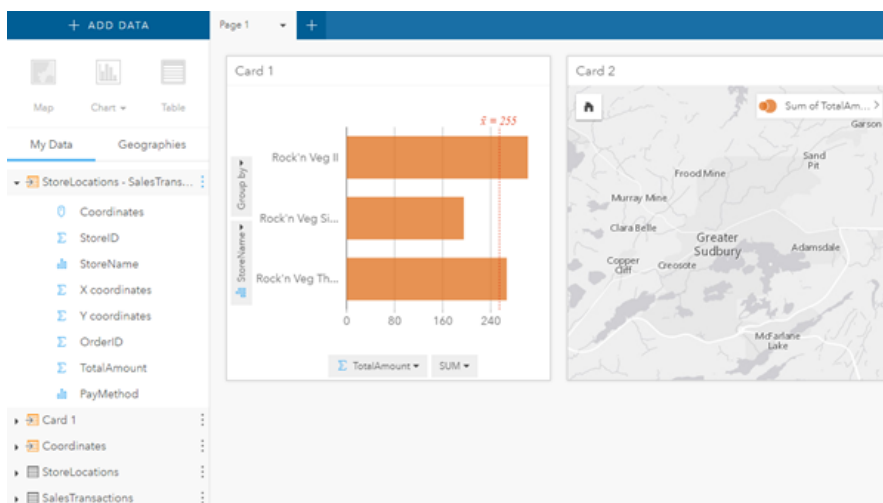 + ADD DATA
Page 1
+
Map
Chart
Table
My Data
Geographies
StoreLocations - SalesTrans...
Coordinates
StoreID
StoreName
X coordinates
Y coordinates
OrderID
TotalAmount
PayMethod
Card 1
Coordinates
StoreLocations
SalesTransactions
Card 1
x̄ = 255
Group by
StoreName
Rock'n Veg II
Rock'n Veg Si...
Rock'n Veg Th...
0 80 160 240
Σ TotalAmount
SUM
Card 2
Sum of TotalAm...
Garson
Sand
Pit
Frood Mine
Murray Mine
Clara Belle
Greater
Sudbury
Adamsdale
Copper
Cliff
Creosote
McFarlane
Lake